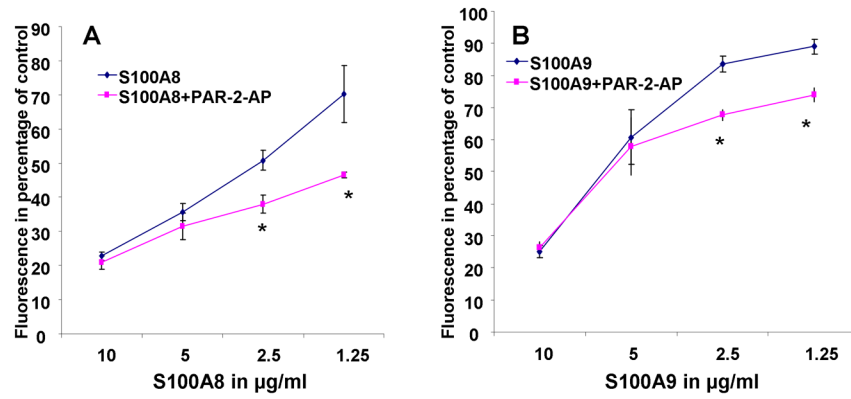 A
Fluorescence in percentage of control
90
80
70
60
50
40
30
20
10
0
S100A8
S100A8+PAR-2-AP
*
*
10 5 2.5 1.25
S100A8 in µg/ml
B
Fluorescence in percentage of control
100
90
80
70
60
50
40
30
20
10
0
S100A9
S100A9+PAR-2-AP
*
*
10 5 2.5 1.25
S100A9 in µg/ml